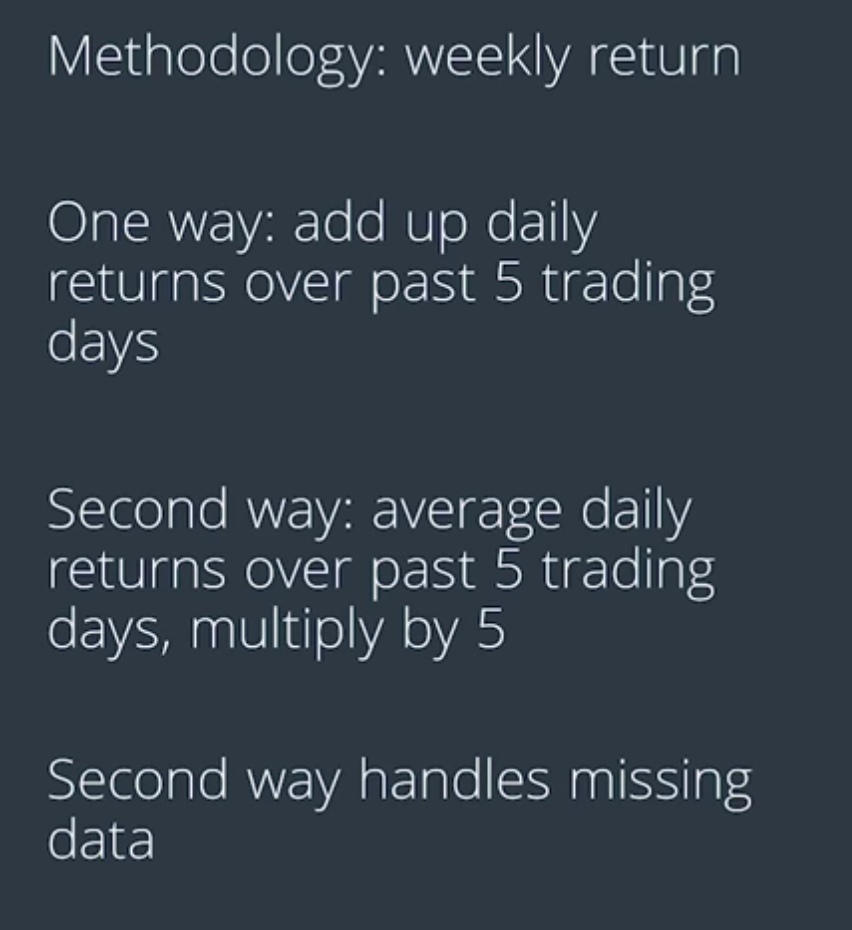 Methodology: weekly return
One way: add up daily
returns over past 5 trading
days
Second way: average daily
returns over past 5 trading
days, multiply by 5
Second way handles missing
data